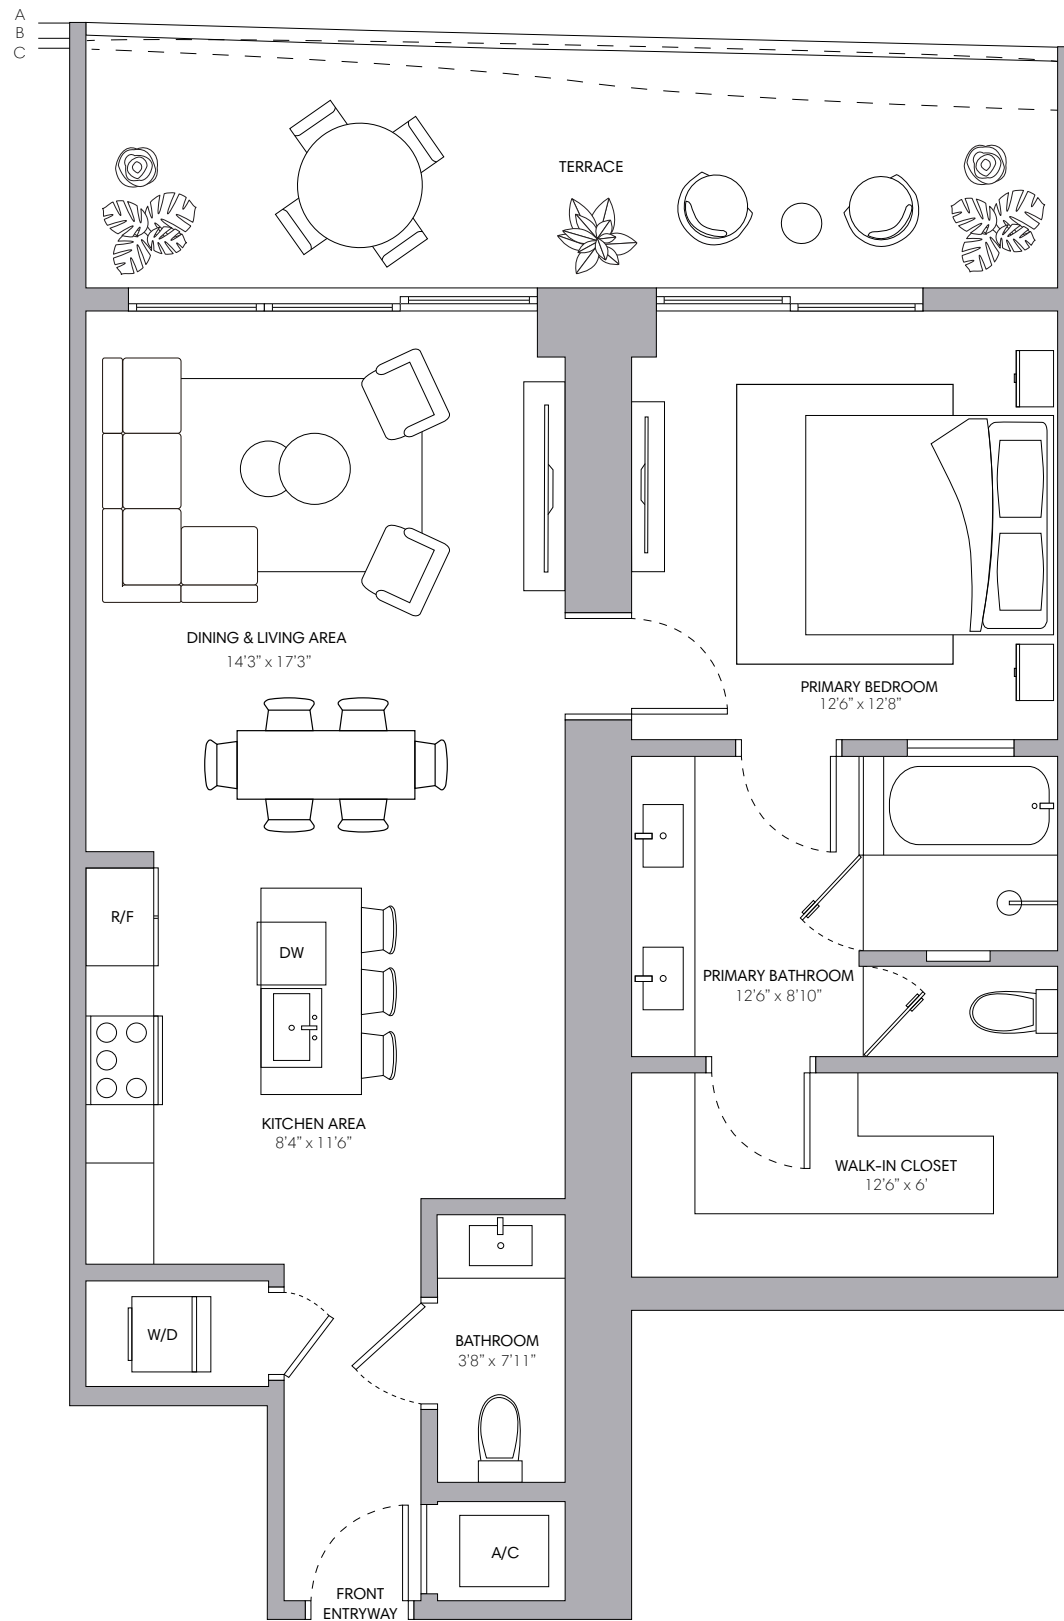 A
B
C
TERRACE
DINING & LIVING AREA
14'3" x 17'3"
PRIMARY BEDROOM
12'6" x 12'8"
R/F
DW
PRIMARY BATHROOM
12'6" x 8'10"
KITCHEN AREA
8'4" x 11'6"
WALK-IN CLOSET
12'6" x 6'
W/D
BATHROOM
3'8" x 7'11"
A/C
FRONT
ENTRYWAY